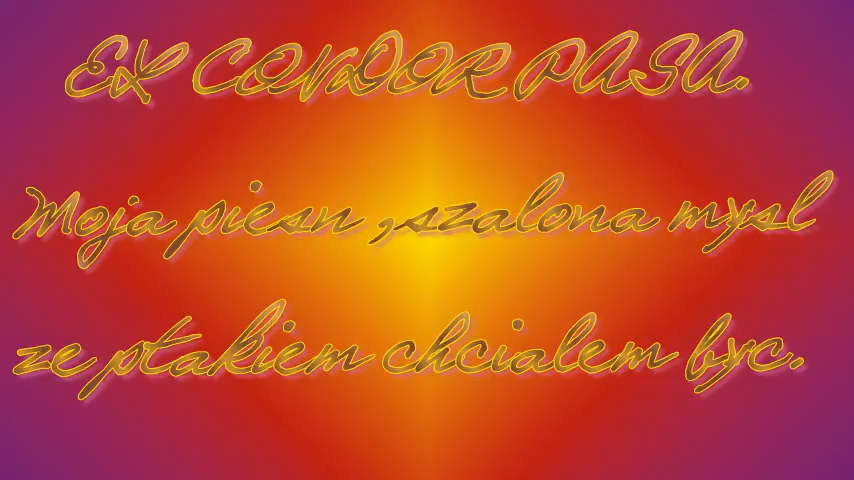 EL CONDOR PASA.
Moja piesn ,szalona mysl
ze ptakiem chcialem byc.